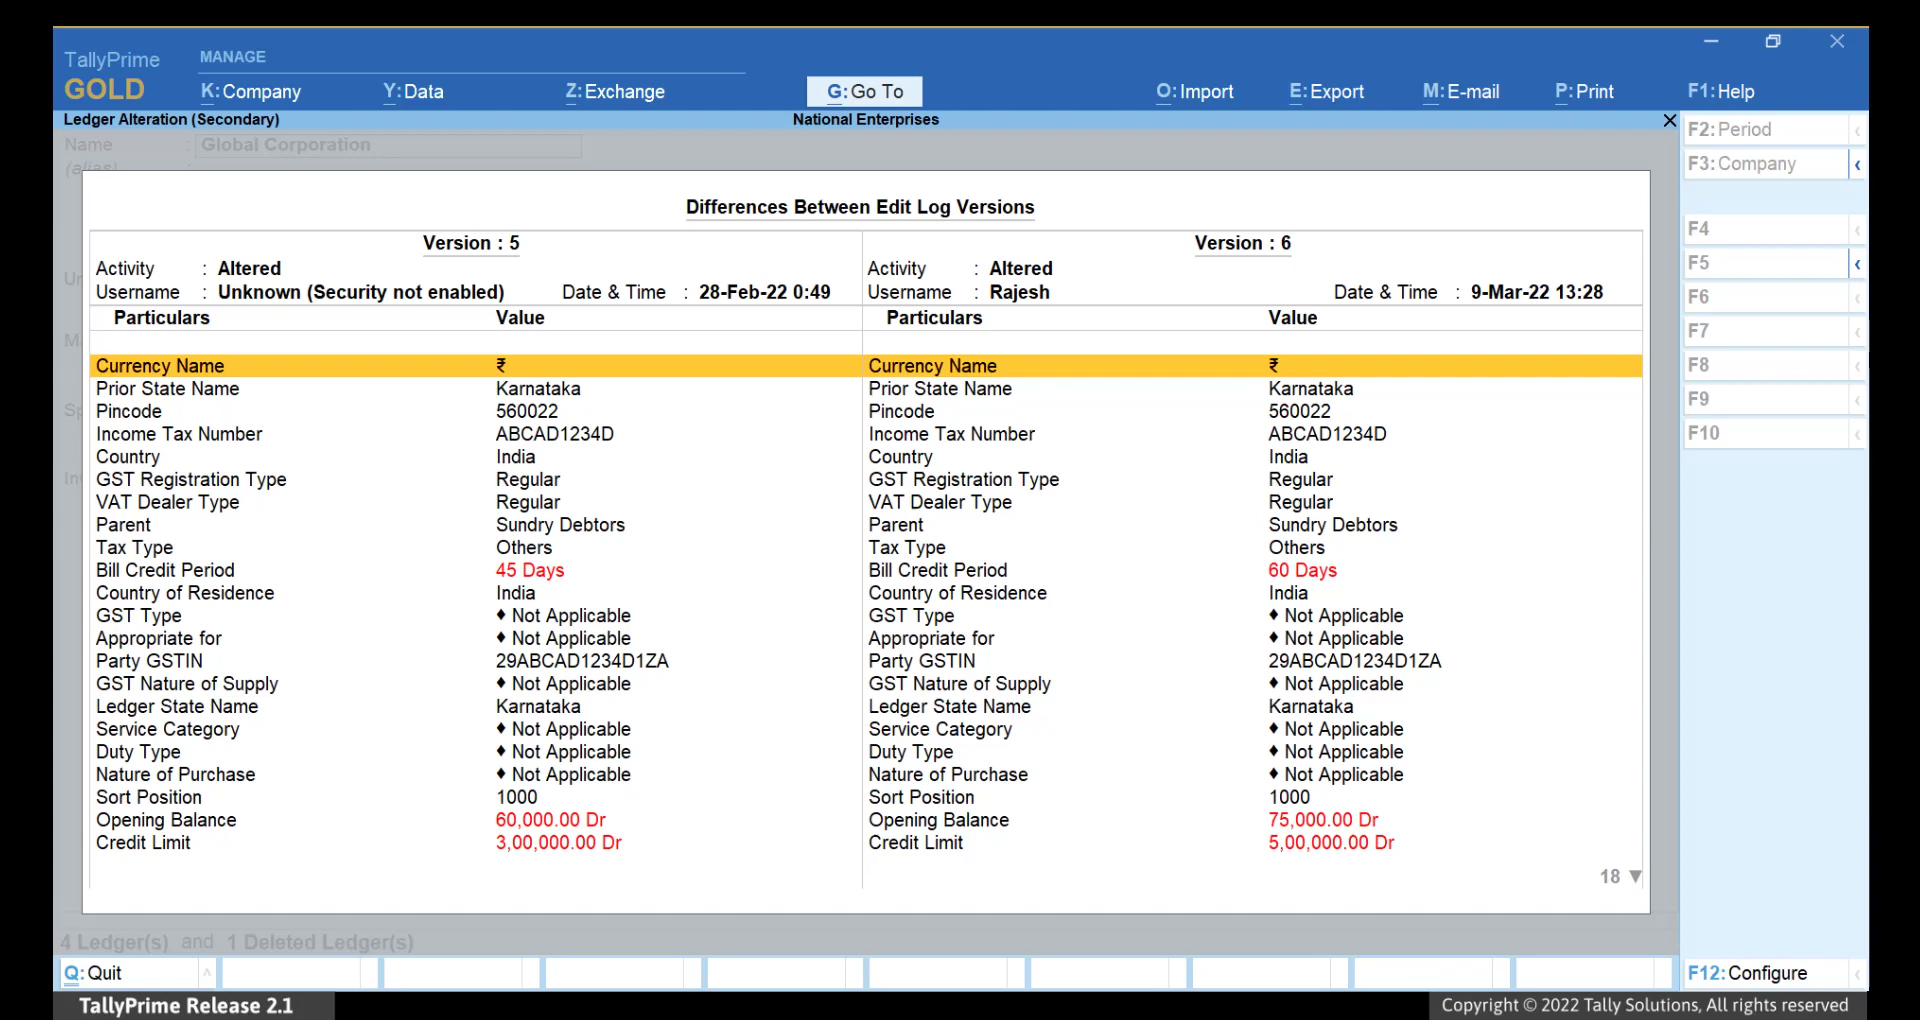 TallyPrime
GOLD
MANAGE
K:Company Y:Data Z:Exchange G:Go To O:Import E:Export M:E-mail P:Print F1:Help
Ledger Alteration (Secondary) National Enterprises
Name : Global Corporation
(alias) :
F2:Period
F3:Company
F4
F5
F6
F7
F8
F9
F10
Differences Between Edit Log Versions
Version : 5 Version : 6
Activity : Altered Activity : Altered
Username : Unknown (Security not enabled) Date & Time : 28-Feb-22 0:49 Username : Rajesh Date & Time : 9-Mar-22 13:28
Particulars Value Particulars Value
Currency Name ₹ Currency Name ₹
Prior State Name Karnataka Prior State Name Karnataka
Pincode 560022 Pincode 560022
Income Tax Number ABCAD1234D Income Tax Number ABCAD1234D
Country India Country India
GST Registration Type Regular GST Registration Type Regular
VAT Dealer Type Regular VAT Dealer Type Regular
Parent Sundry Debtors Parent Sundry Debtors
Tax Type Others Tax Type Others
Bill Credit Period 45 Days Bill Credit Period 60 Days
Country of Residence India Country of Residence India
GST Type ♦ Not Applicable GST Type ♦ Not Applicable
Appropriate for ♦ Not Applicable Appropriate for ♦ Not Applicable
Party GSTIN 29ABCAD1234D1ZA Party GSTIN 29ABCAD1234D1ZA
GST Nature of Supply ♦ Not Applicable GST Nature of Supply ♦ Not Applicable
Ledger State Name Karnataka Ledger State Name Karnataka
Service Category ♦ Not Applicable Service Category ♦ Not Applicable
Duty Type ♦ Not Applicable Duty Type ♦ Not Applicable
Nature of Purchase ♦ Not Applicable Nature of Purchase ♦ Not Applicable
Sort Position 1000 Sort Position 1000
Opening Balance 60,000.00 Dr Opening Balance 75,000.00 Dr
Credit Limit 3,00,000.00 Dr Credit Limit 5,00,000.00 Dr
18 ▼
4 Ledger(s) and 1 Deleted Ledger(s)
Q:Quit F12:Configure
TallyPrime Release 2.1 Copyright © 2022 Tally Solutions, All rights reserved